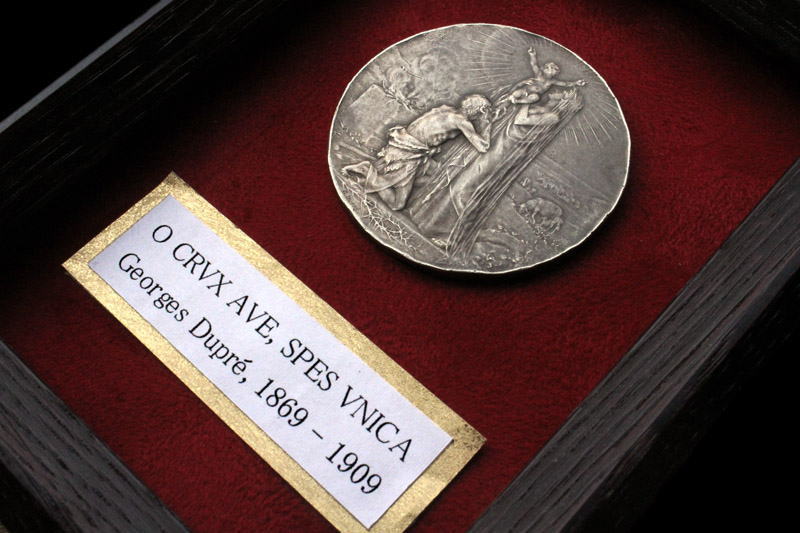 O CRVX AVE, SPES VNICA
Georges Dupré, 1869 – 1909